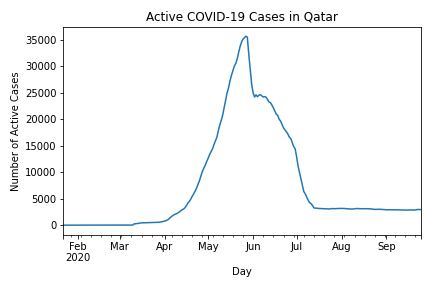 Active COVID-19 Cases in Qatar
35000
30000
25000
20000
15000
10000
5000
0
Number of Active Cases
Feb Mar Apr May Jun Jul Aug Sep
2020
Day